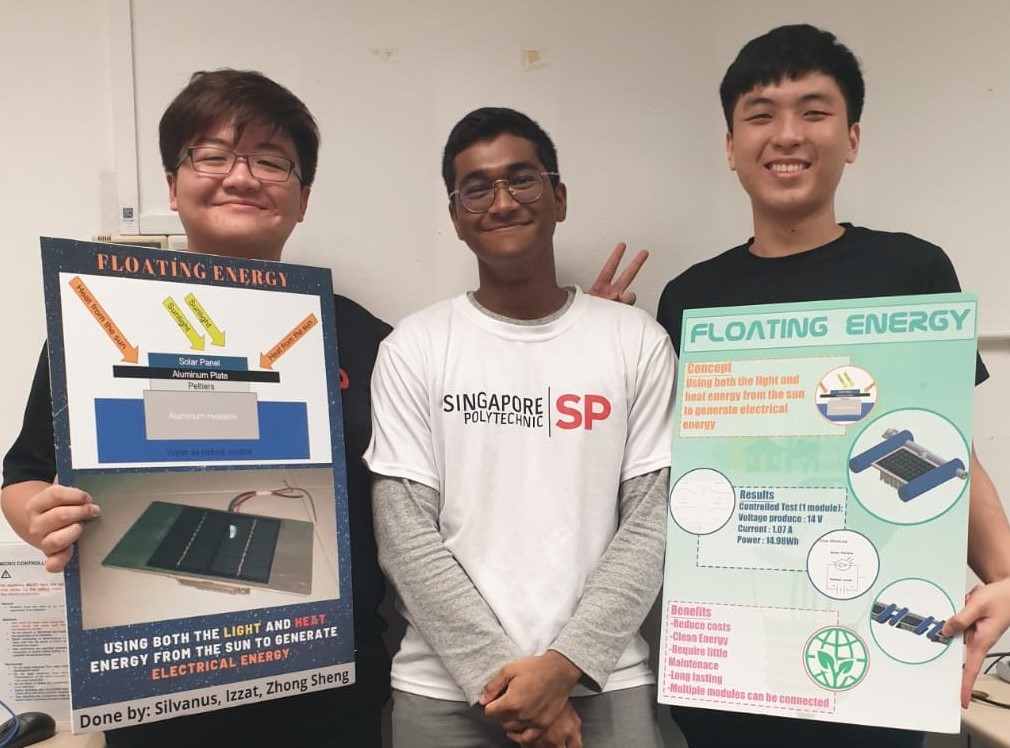 FLOATING ENERGY
Heat from the sun
Sunlight
Sunlight
Heat from the sun
Solar Panel
Aluminum Plate
Peltiers
Aluminum Heatsink
USING BOTH THE LIGHT AND HEAT
ENERGY FROM THE SUN TO GENERATE
ELECTRICAL ENERGY
Done by: Silvanus, Izzat, Zhong Sheng
SINGAPORE
POLYTECHNIC
SP
FLOATING ENERGY
Concept
Using both the light and
heat energy from the sun
to generate electrical
energy
Results
Controlled Test (1 module):
Voltage produce : 14 V
Current : 1.07 A
Power : 14.98Wh
Benefits
-Reduce costs
-Clean Energy
-Require little
Maintenace
-Long lasting
-Multiple modules can be connected
MICRO CONTROLL